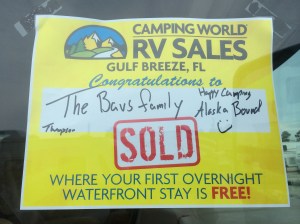 CAMPING WORLD
RV SALES
GULF BREEZE, FL
Congratulations to
The Bavs family
Happy Camping
Alaska Bound
Thompson
SOLD
WHERE YOUR FIRST OVERNIGHT
WATERFRONT STAY IS FREE!